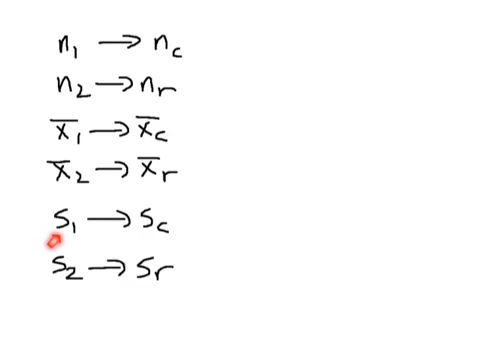 n₁ → n_c
n₂ → n_r
x̄₁ → x̄_c
x̄₂ → x̄_r
s₁ → s_c
s₂ → s_r